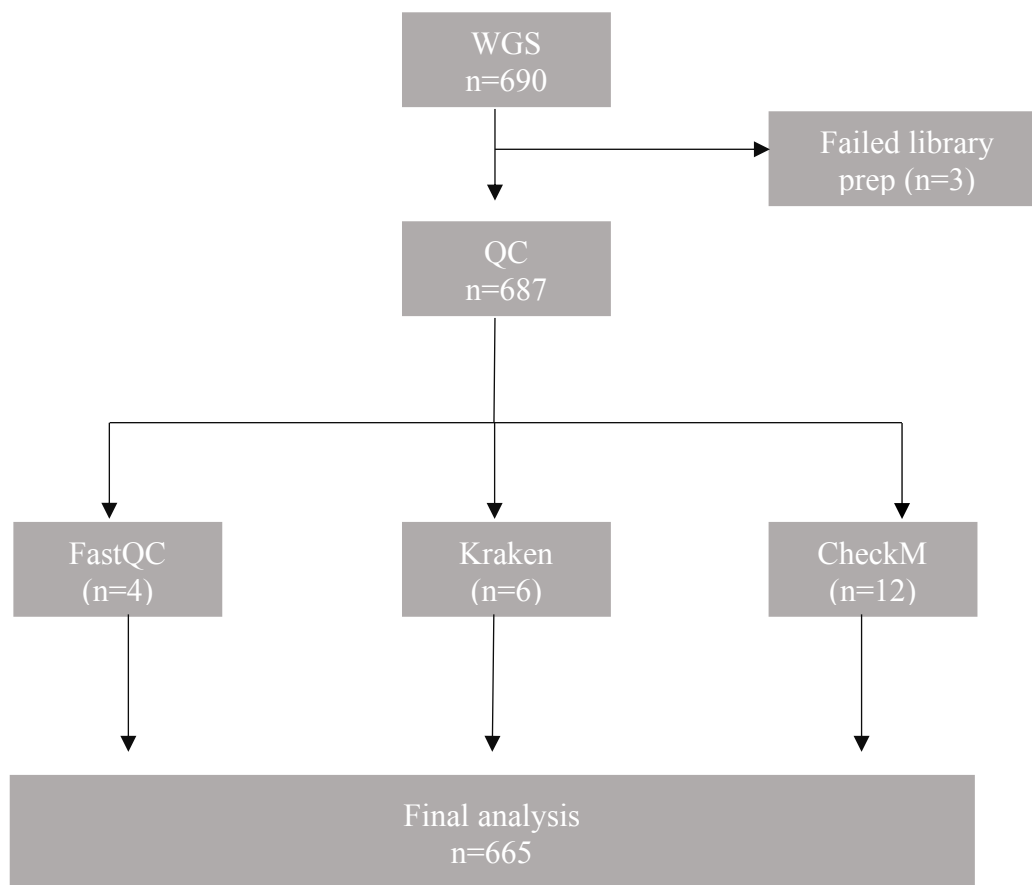 WGS
n=690
Failed library
prep (n=3)
QC
n=687
FastQC
(n=4)
Kraken
(n=6)
CheckM
(n=12)
Final analysis
n=665